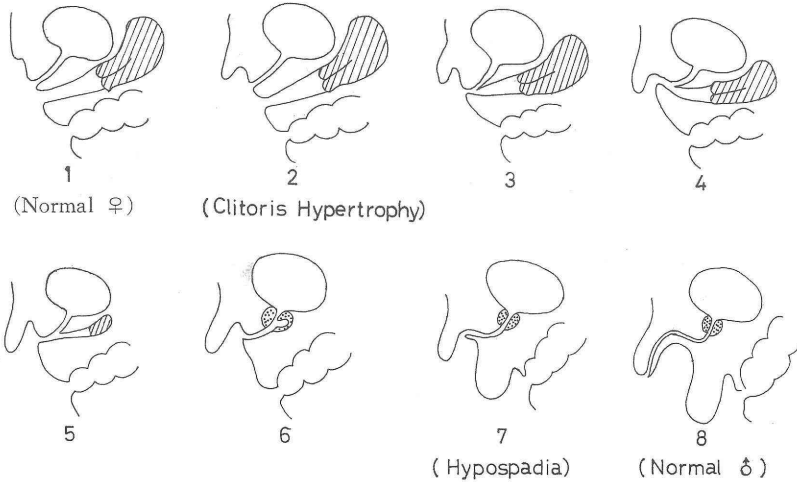 1 2 3 4
(Normal ♀) (Clitoris Hypertrophy)
5 6 7 8
(Hypospadia) (Normal ♂)